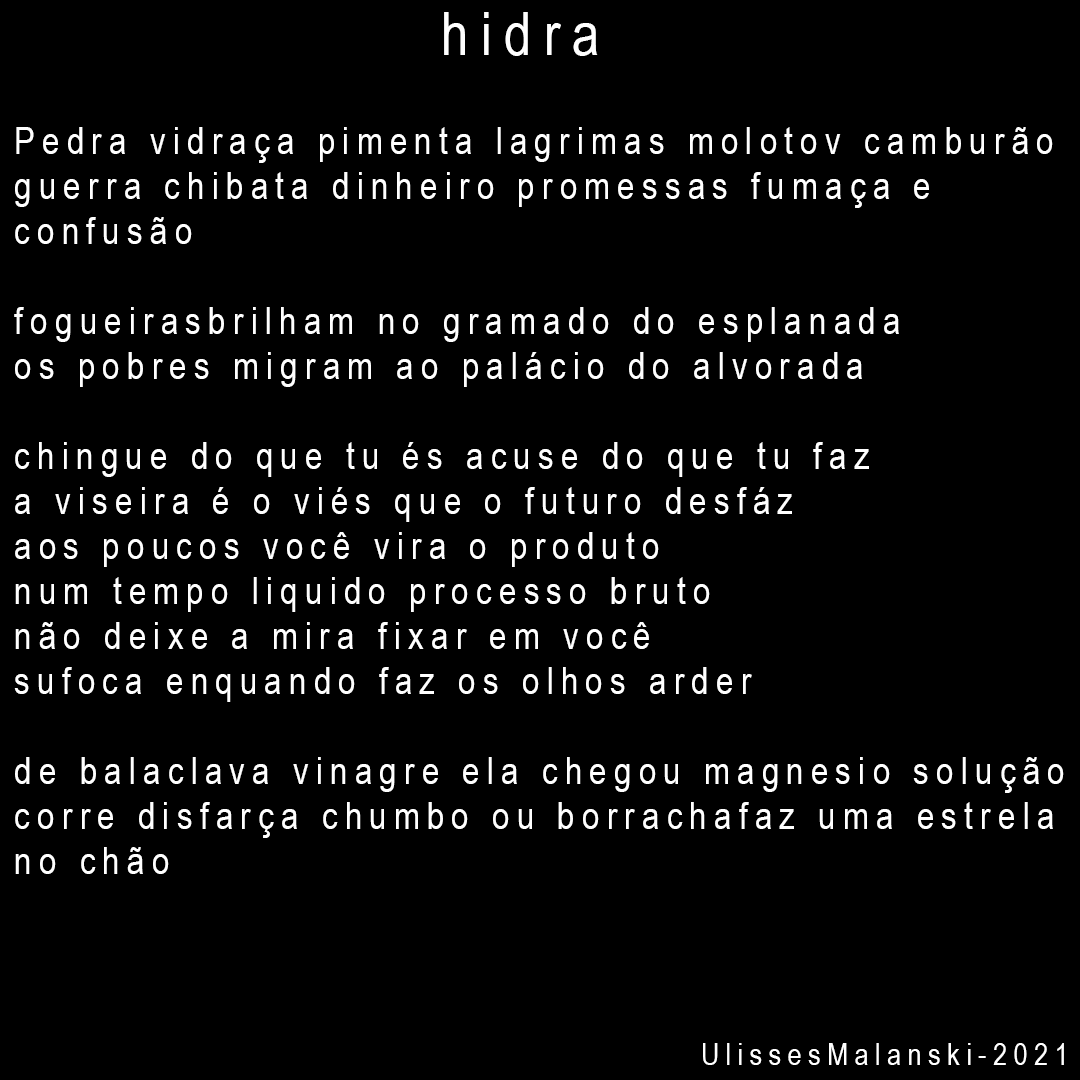 hidra
Pedra vidraça pimenta lagrimas molotov camburão
guerra chibata dinheiro promessas fumaça e
confusão
fogueirasbrilham no gramado do esplanada
os pobres migram ao palácio do alvorada
chingue do que tu és acuse do que tu faz
a viseira é o viés que o futuro desfáz
aos poucos você vira o produto
num tempo liquido processo bruto
não deixe a mira fixar em você
sufoca enquando faz os olhos arder
de balaclava vinagre ela chegou magnesio solução
corre disfarça chumbo ou borrachafaz uma estrela
no chão
UlissesMalanski-2021